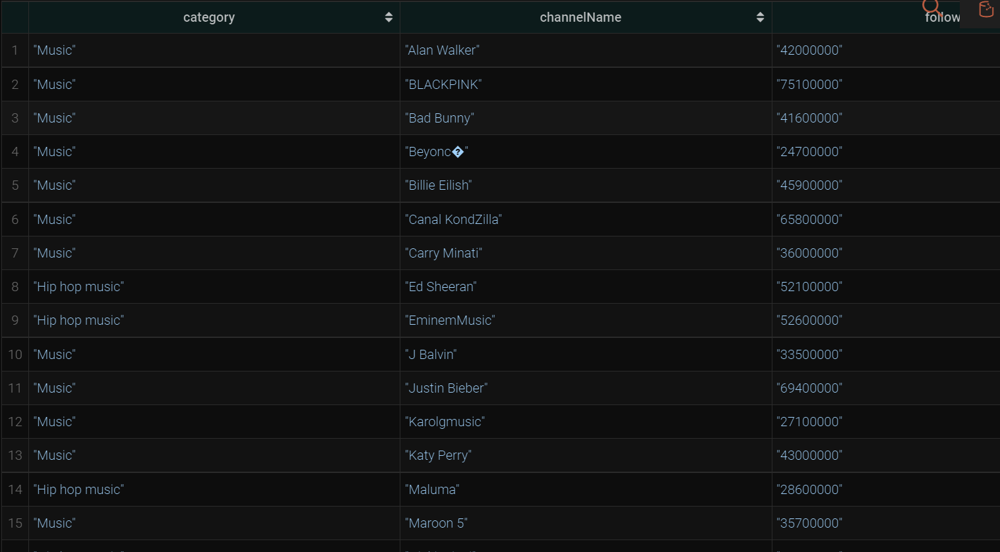 category channelName follow
1 "Music" "Alan Walker" "42000000"
2 "Music" "BLACKPINK" "75100000"
3 "Music" "Bad Bunny" "41600000"
4 "Music" "Beyonc�" "24700000"
5 "Music" "Billie Eilish" "45900000"
6 "Music" "Canal KondZilla" "65800000"
7 "Music" "Carry Minati" "36000000"
8 "Hip hop music" "Ed Sheeran" "52100000"
9 "Hip hop music" "EminemMusic" "52600000"
10 "Music" "J Balvin" "33500000"
11 "Music" "Justin Bieber" "69400000"
12 "Music" "Karolgmusic" "27100000"
13 "Music" "Katy Perry" "43000000"
14 "Hip hop music" "Maluma" "28600000"
15 "Music" "Maroon 5" "35700000"